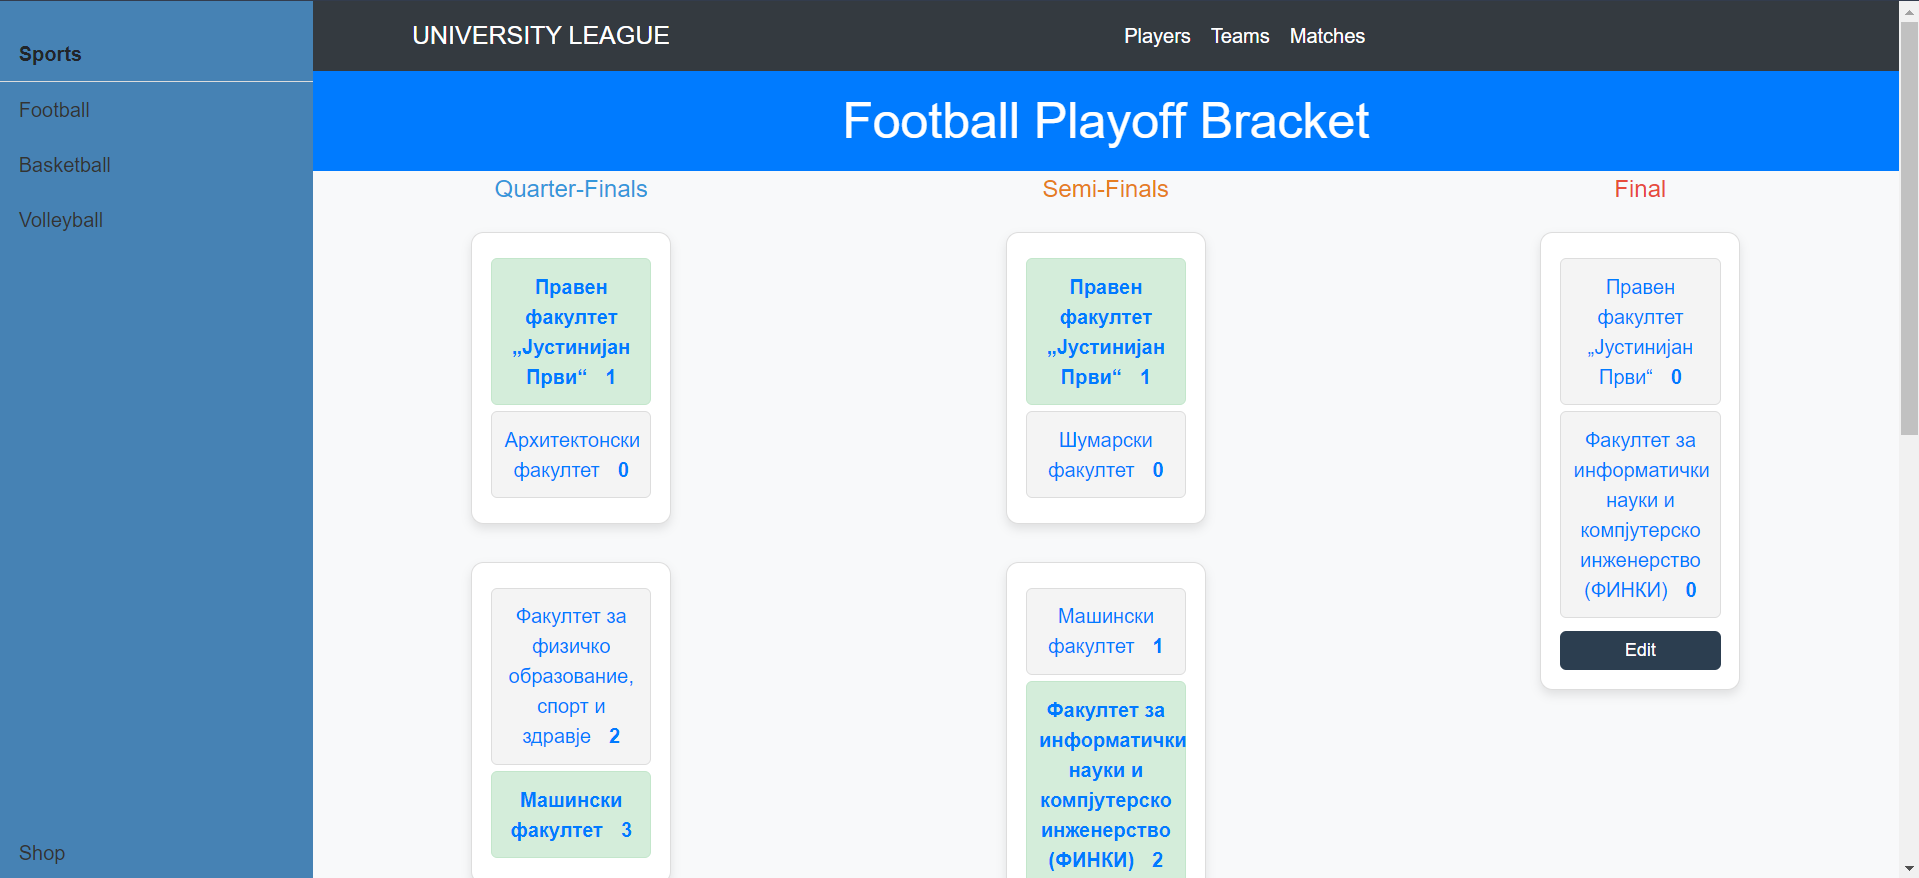 Sports
Football
Basketball
Volleyball
Shop
UNIVERSITY LEAGUE
Players Teams Matches
Football Playoff Bracket
Quarter-Finals
Правен
факултет
„Јустинијан
Први“ 1
Архитектонски
факултет 0
Факултет за
физичко
образование,
спорт и
здравје 2
Машински
факултет 3
Semi-Finals
Правен
факултет
„Јустинијан
Први“ 1
Шумарски
факултет 0
Машински
факултет 1
Факултет за
информатички
науки и
компјутерско
инженерство
(ФИНКИ) 2
Final
Правен
факултет
„Јустинијан
Први“ 0
Факултет за
информатички
науки и
компјутерско
инженерство
(ФИНКИ) 0
Edit